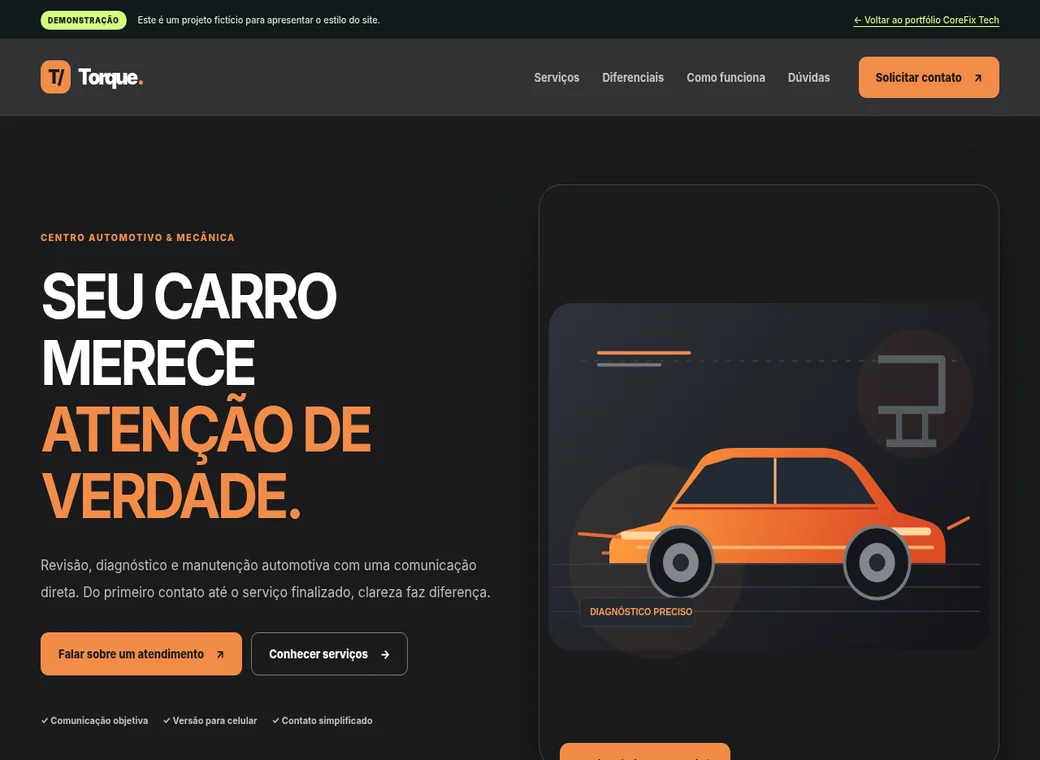 DEMONSTRAÇÃO Este é um projeto fictício para apresentar o estilo do site. ← Voltar ao portfólio CoreFix Tech
T/ Torque. Serviços Diferenciais Como funciona Dúvidas Solicitar contato ↗
CENTRO AUTOMOTIVO & MECÂNICA
SEU CARRO
MERECE
ATENÇÃO DE
VERDADE.
Revisão, diagnóstico e manutenção automotiva com uma comunicação
direta. Do primeiro contato até o serviço finalizado, clareza faz diferença.
Falar sobre um atendimento ↗ Conhecer serviços →
✓ Comunicação objetiva ✓ Versão para celular ✓ Contato simplificado
DIAGNÓSTICO PRECISO